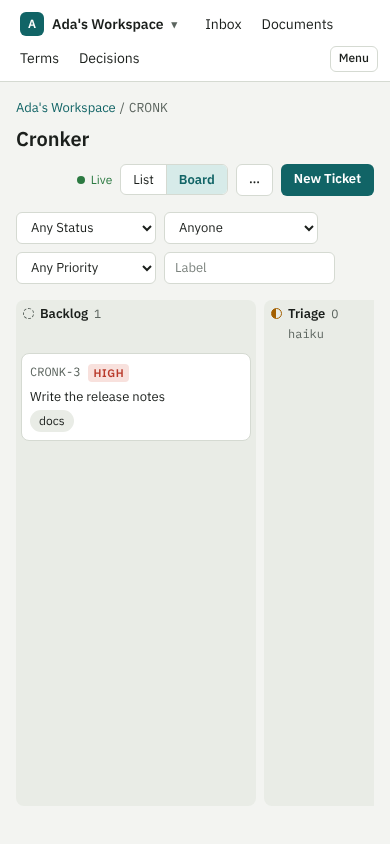 A Ada's Workspace ▾ Inbox Documents
Terms Decisions Menu
Ada's Workspace / CRONK
Cronker
Live List Board ... New Ticket
Any Status Anyone
Any Priority Label
Backlog 1 Triage 0
haiku
CRONK-3 HIGH
Write the release notes
docs